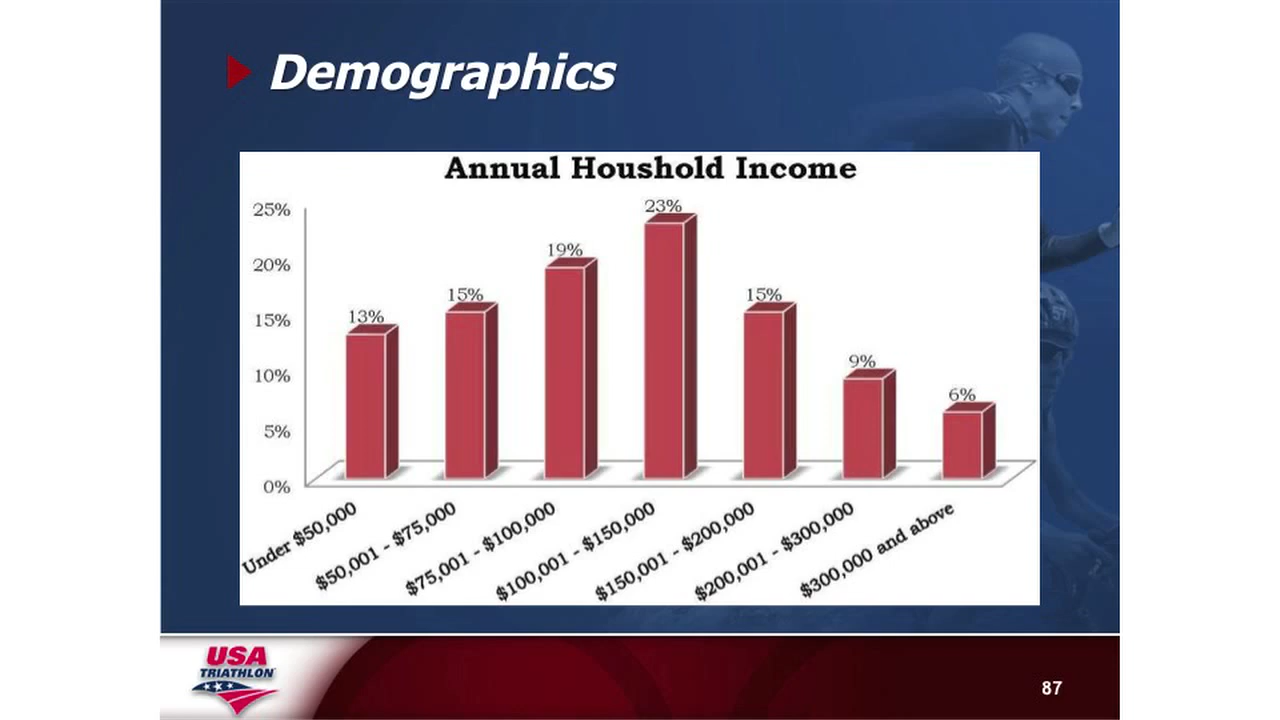 Demographics
Annual Houshold Income
25%
20%
15%
10%
5%
0%
13%
15%
19%
23%
15%
9%
6%
Under $50,000
$50,001 - $75,000
$75,001 - $100,000
$100,001 - $150,000
$150,001 - $200,000
$200,001 - $300,000
$300,000 and above
57
USA
TRIATHLON
87